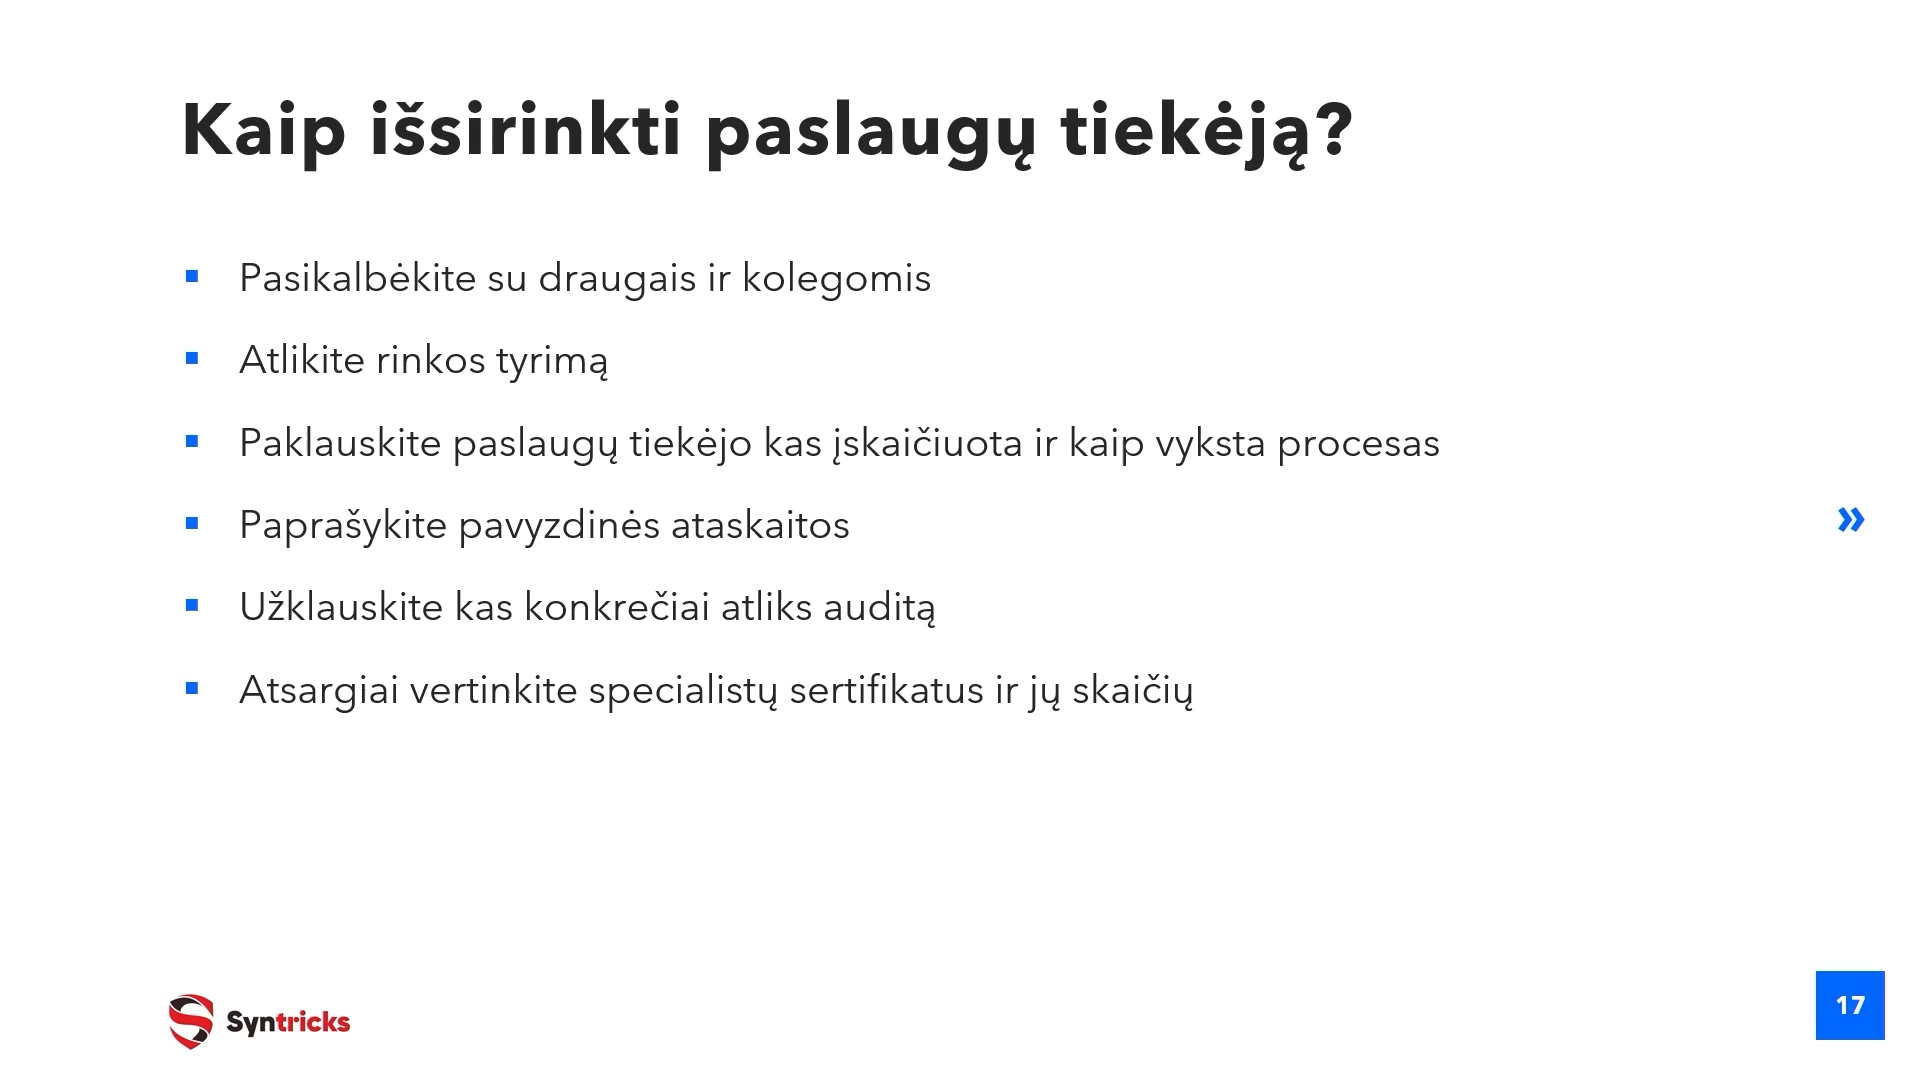 Kaip išsirinkti paslaugų tiekėją?
Pasikalbėkite su draugais ir kolegomis
Atlikite rinkos tyrimą
Paklauskite paslaugų tiekėjo kas įskaičiuota ir kaip vyksta procesas
Paprašykite pavyzdinės ataskaitos
»
Užklauskite kas konkrečiai atliks auditą
Atsargiai vertinkite specialistų sertifikatus ir jų skaičių
Syntricks
17